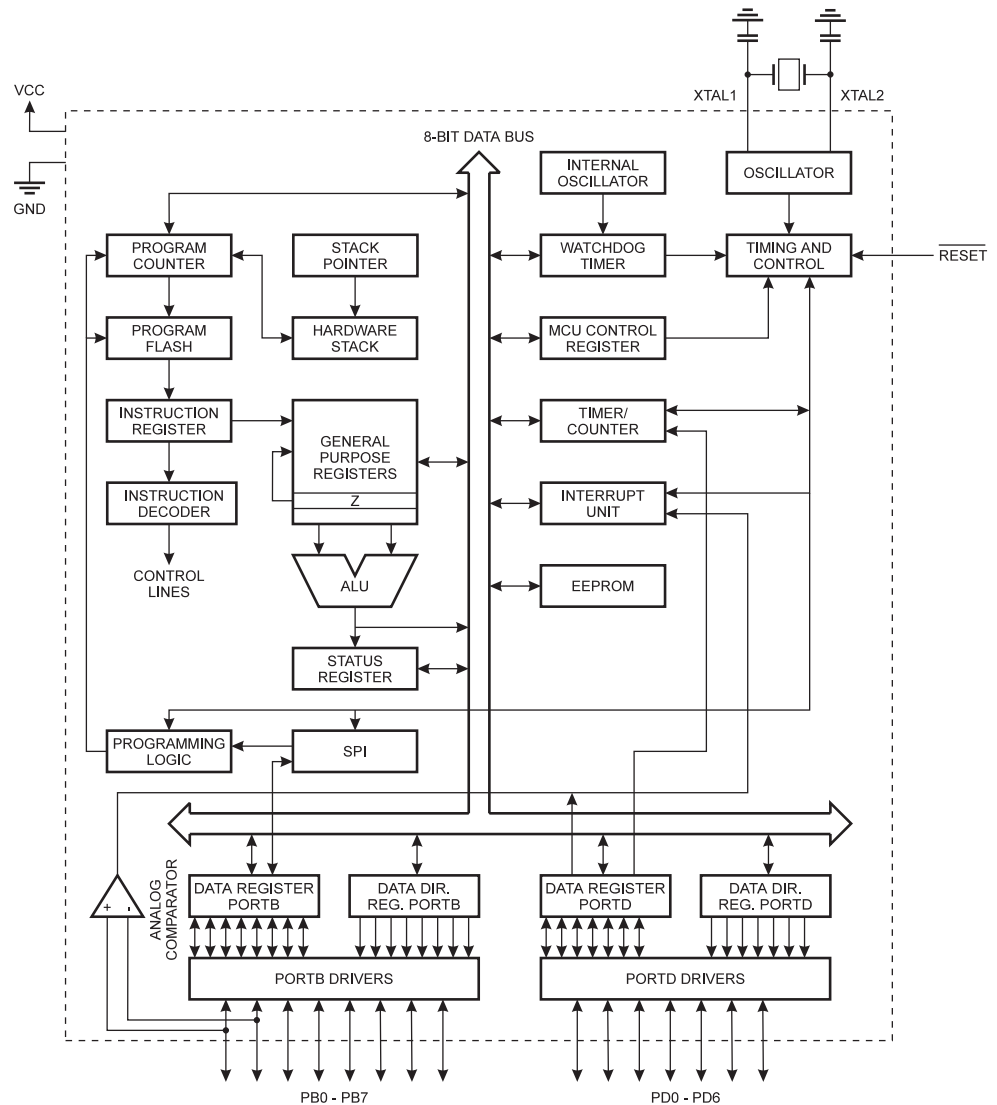 XTAL1
XTAL2
VCC
GND
8-BIT DATA BUS
INTERNAL
OSCILLATOR
OSCILLATOR
PROGRAM
COUNTER
STACK
POINTER
WATCHDOG
TIMER
TIMING AND
CONTROL
RESET
PROGRAM
FLASH
HARDWARE
STACK
MCU CONTROL
REGISTER
INSTRUCTION
REGISTER
GENERAL
PURPOSE
REGISTERS
Z
TIMER/
COUNTER
INSTRUCTION
DECODER
INTERRUPT
UNIT
CONTROL
LINES
ALU
EEPROM
STATUS
REGISTER
PROGRAMMING
LOGIC
SPI
ANALOG
COMPARATOR
+ -
DATA REGISTER
PORTB
DATA DIR.
REG. PORTB
DATA REGISTER
PORTD
DATA DIR.
REG. PORTD
PORTB DRIVERS
PORTD DRIVERS
PB0 - PB7
PD0 - PD6